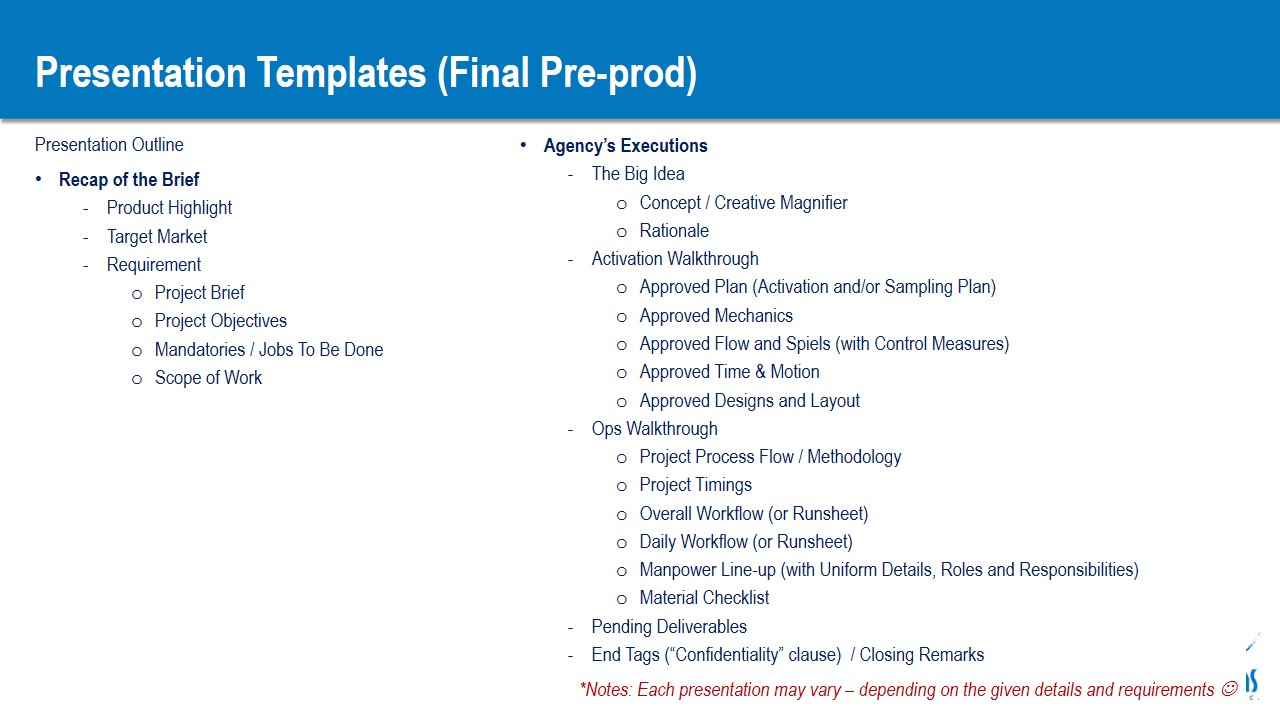 Presentation Templates (Final Pre-prod)
Presentation Outline
• Recap of the Brief
- Product Highlight
- Target Market
- Requirement
o Project Brief
o Project Objectives
o Mandatories / Jobs To Be Done
o Scope of Work
• Agency’s Executions
- The Big Idea
o Concept / Creative Magnifier
o Rationale
- Activation Walkthrough
o Approved Plan (Activation and/or Sampling Plan)
o Approved Mechanics
o Approved Flow and Spiels (with Control Measures)
o Approved Time & Motion
o Approved Designs and Layout
- Ops Walkthrough
o Project Process Flow / Methodology
o Project Timings
o Overall Workflow (or Runsheet)
o Daily Workflow (or Runsheet)
o Manpower Line-up (with Uniform Details, Roles and Responsibilities)
o Material Checklist
- Pending Deliverables
- End Tags (“Confidentiality” clause)  / Closing Remarks
*Notes: Each presentation may vary – depending on the given details and requirements ☺